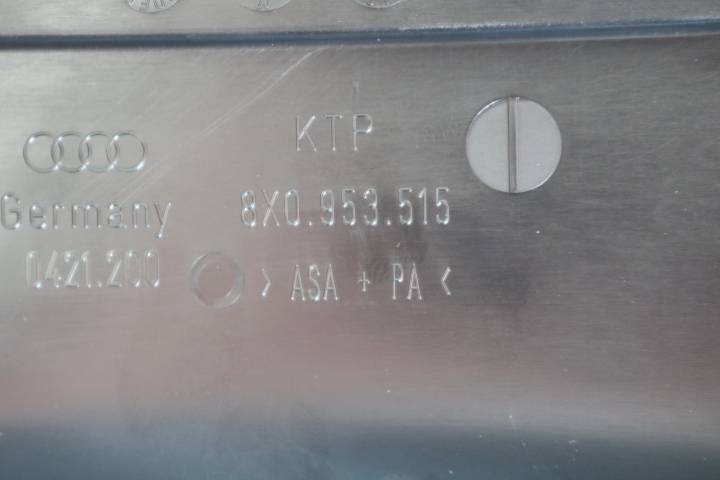 KTP
Germany 8X0.953.515
0421.200 > ASA + PA <